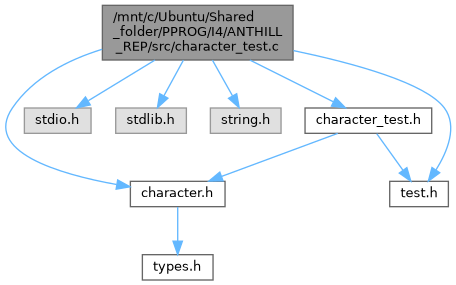 /mnt/c/Ubuntu/Shared
_folder/PPROG/I4/ANTHILL
_REP/src/character_test.c
stdio.h
stdlib.h
string.h
character_test.h
character.h
test.h
types.h